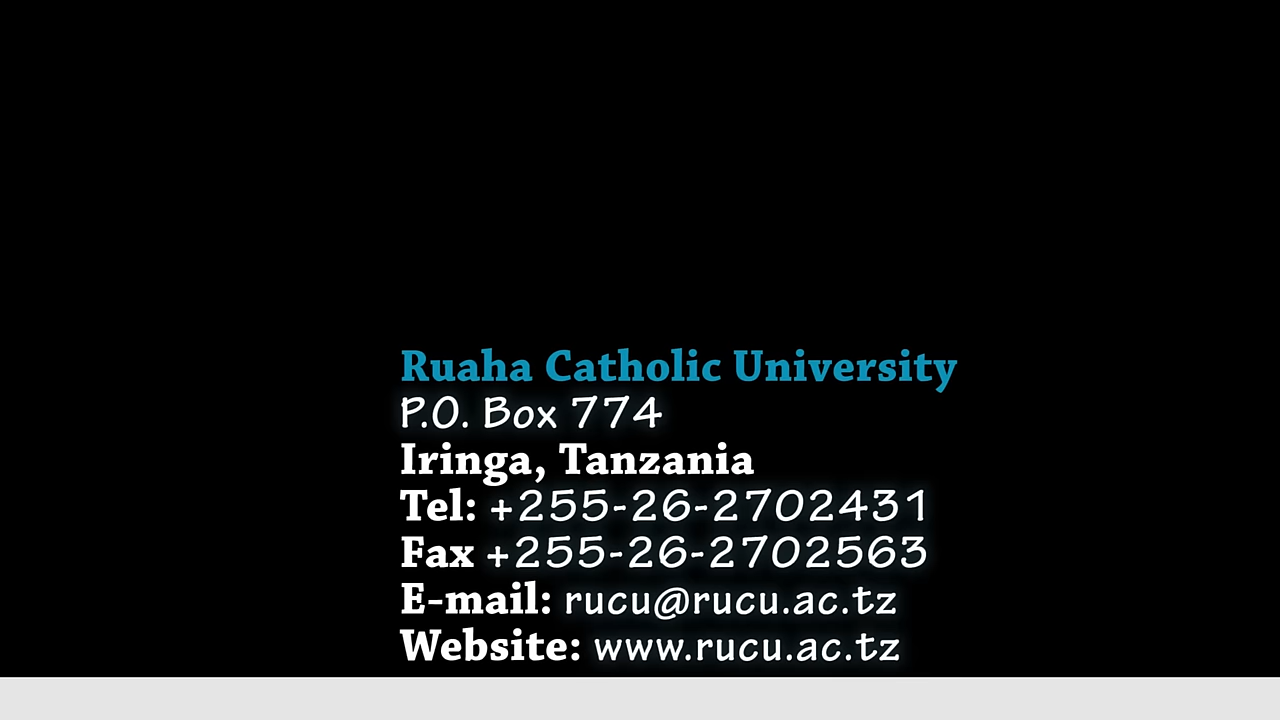 Ruaha Catholic University
P.O. Box 774
Iringa, Tanzania
Tel: +255-26-2702431
Fax +255-26-2702563
E-mail: rucu@rucu.ac.tz
Website: www.rucu.ac.tz